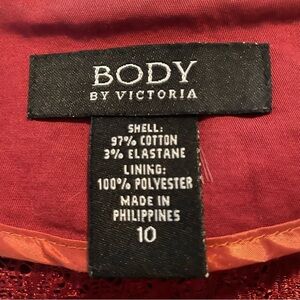 BODY
BY VICTORIA
SHELL:
97% COTTON
3% ELASTANE
LINING:
100% POLYESTER
MADE IN
PHILIPPINES
10